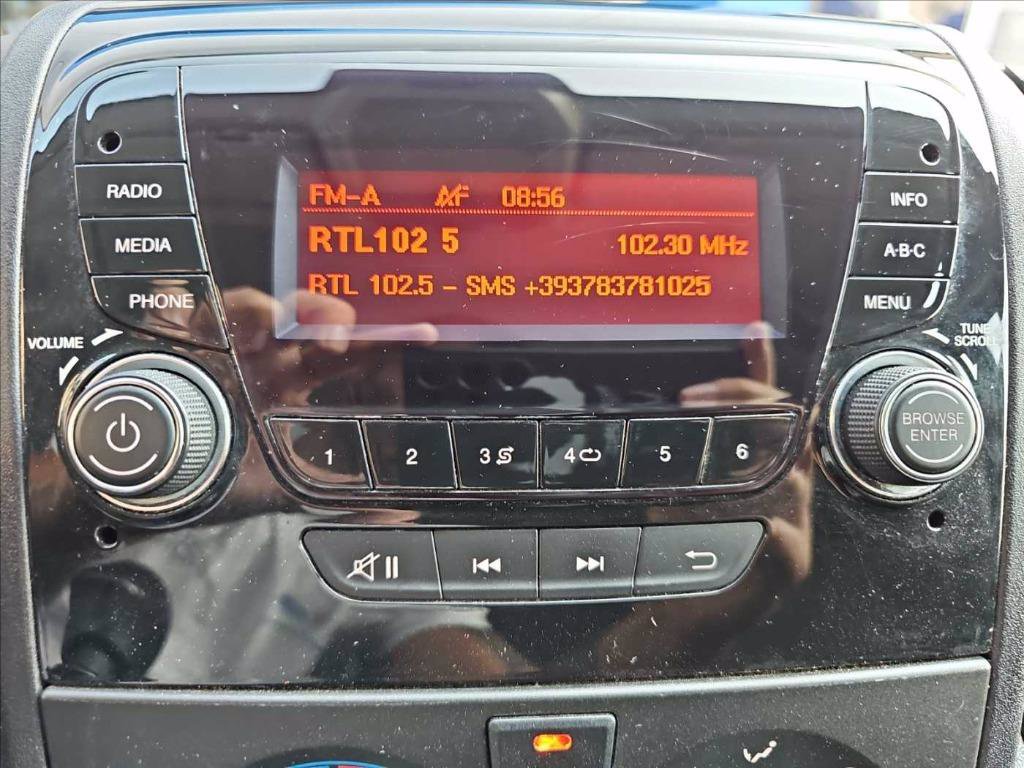 FM-A AF 08:56
RTL102 5 102.30 MHz
RTL 102.5 - SMS +393783781025
RADIO
MEDIA
PHONE
VOLUME
INFO
A·B·C
MENU
TUNE
SCROLL
BROWSE
ENTER
1 2 3 4 5 6